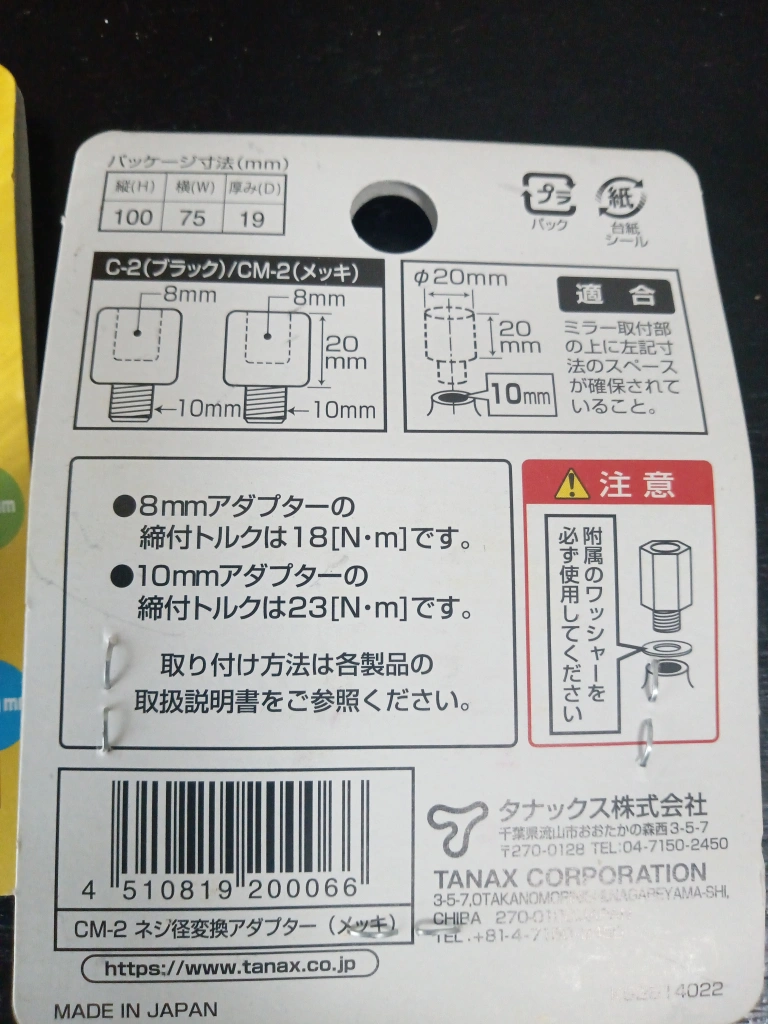 パッケージ寸法(mm)
縦(H) 横(W) 厚み(D)
100 75 19
プラ
パック
紙
台紙
シール
C-2(ブラック)/CM-2(メッキ)
8mm 8mm
20
mm
10mm 10mm
φ20mm
20
mm
10mm
適合
ミラー取付部
の上に左記寸
法のスペース
が確保されて
いること。
●8mmアダプターの
締付トルクは18[N·m]です。
●10mmアダプターの
締付トルクは23[N·m]です。
取り付け方法は各製品の
取扱説明書をご参照ください。
注意
附属のワッシャーを
必ず使用してください
4 510819 200066
CM-2 ネジ径変換アダプター(メッキ)
https://www.tanax.co.jp
MADE IN JAPAN
タナックス株式会社
千葉県流山市おおたかの森西3-5-7
〒270-0128 TEL:04-7150-2450
TANAX CORPORATION
3-5-7,OTAKANOMORI
CHIBA
TEL.:+81-4-
m